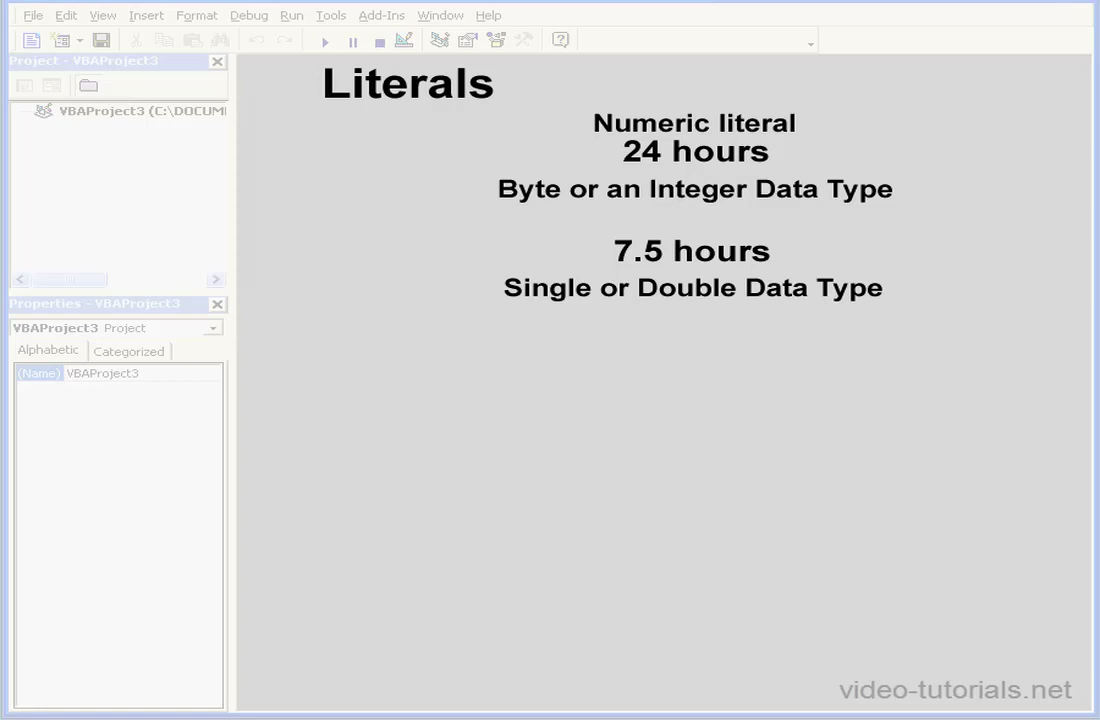 File Edit View Insert Format Debug Run Tools Add-Ins Window Help
Project - VBAProject3
VBAProject3 (C:\DOCUM
Properties - VBAProject3
VBAProject3 Project
Alphabetic Categorized
(Name) VBAProject3
Literals
Numeric literal
24 hours
Byte or an Integer Data Type
7.5 hours
Single or Double Data Type
video-tutorials.net